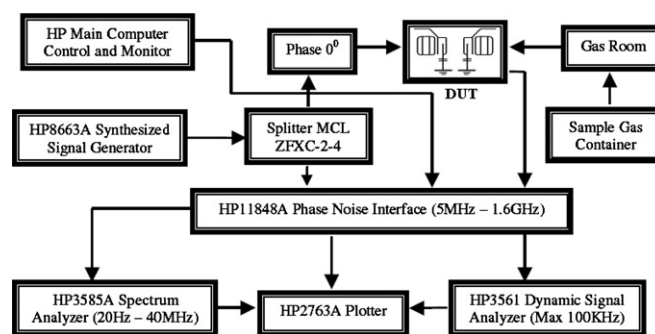 HP Main Computer
Control and Monitor
Phase 0⁰
DUT
Gas Room
HP8663A Synthesized
Signal Generator
Splitter MCL
ZFXC-2-4
Sample Gas
Container
HP11848A Phase Noise Interface (5MHz – 1.6GHz)
HP3585A Spectrum
Analyzer (20Hz – 40MHz)
HP2763A Plotter
HP3561 Dynamic Signal
Analyzer (Max 100KHz)